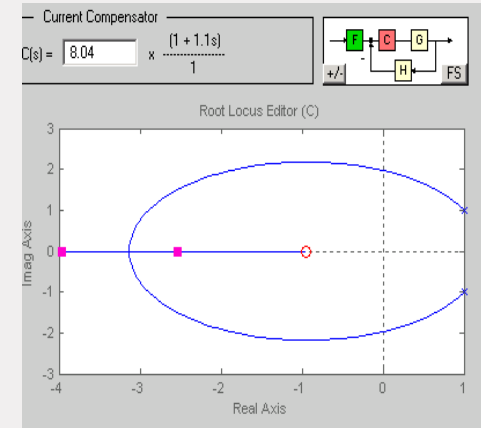 Current Compensator
C(s) = 8.04 x (1 + 1.1s)
1
F C G
-
H
+/- FS
Root Locus Editor (C)
3
2
1
0
-1
-2
-3
Imag Axis
-4 -3 -2 -1 0 1
Real Axis